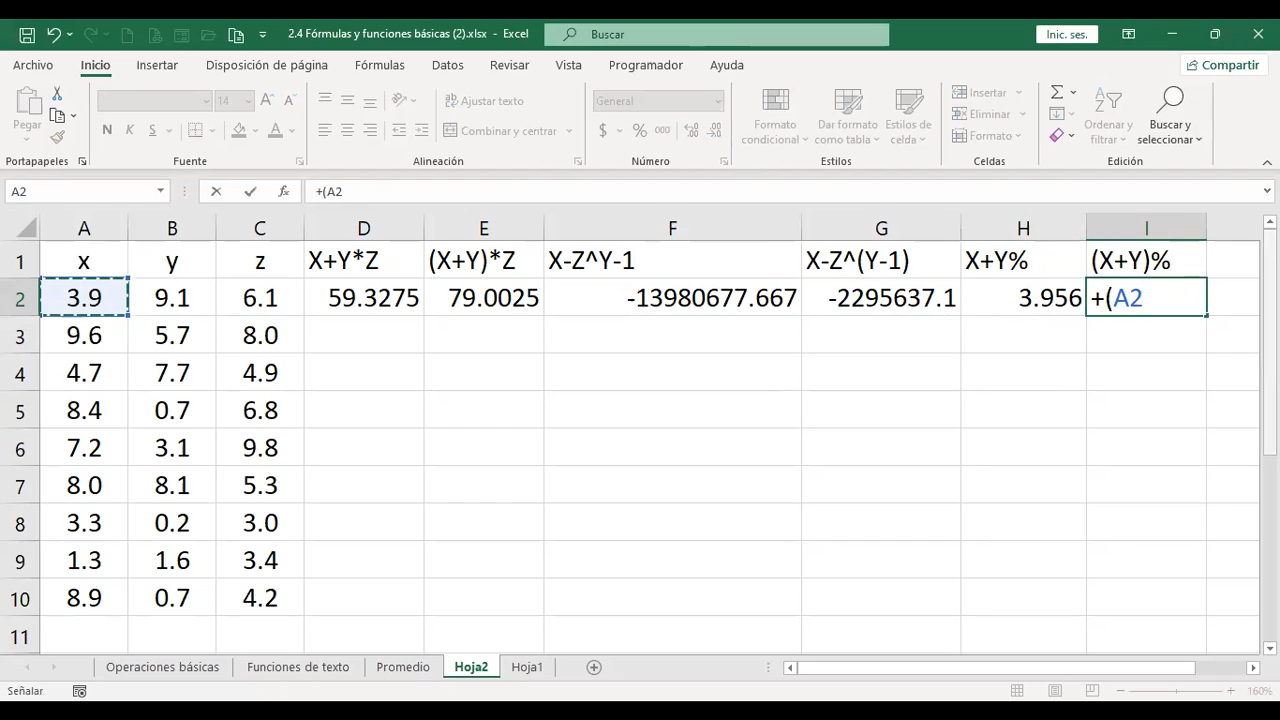 2.4 Fórmulas y funciones básicas (2).xlsx - Excel
Buscar
Inic. ses.
Archivo Inicio Insertar Disposición de página Fórmulas Datos Revisar Vista Programador Ayuda Compartir
Pegar
14
N K S
Ajustar texto
Combinar y centrar
General
$ % 000
Formato condicional
Dar formato como tabla
Estilos de celda
Insertar
Eliminar
Formato
Ordenar y filtrar
Buscar y seleccionar
Portapapeles Fuente Alineación Número Estilos Celdas Edición
A2 fx +(A2
A B C D E F G H I
1 x y z X+Y*Z (X+Y)*Z X-Z^Y-1 X-Z^(Y-1) X+Y% (X+Y)%
2 3.9 9.1 6.1 59.3275 79.0025 -13980677.667 -2295637.1 3.956 +(A2
3 9.6 5.7 8.0
4 4.7 7.7 4.9
5 8.4 0.7 6.8
6 7.2 3.1 9.8
7 8.0 8.1 5.3
8 3.3 0.2 3.0
9 1.3 1.6 3.4
10 8.9 0.7 4.2
11
Operaciones básicas Funciones de texto Promedio Hoja2 Hoja1
Señalar 160%